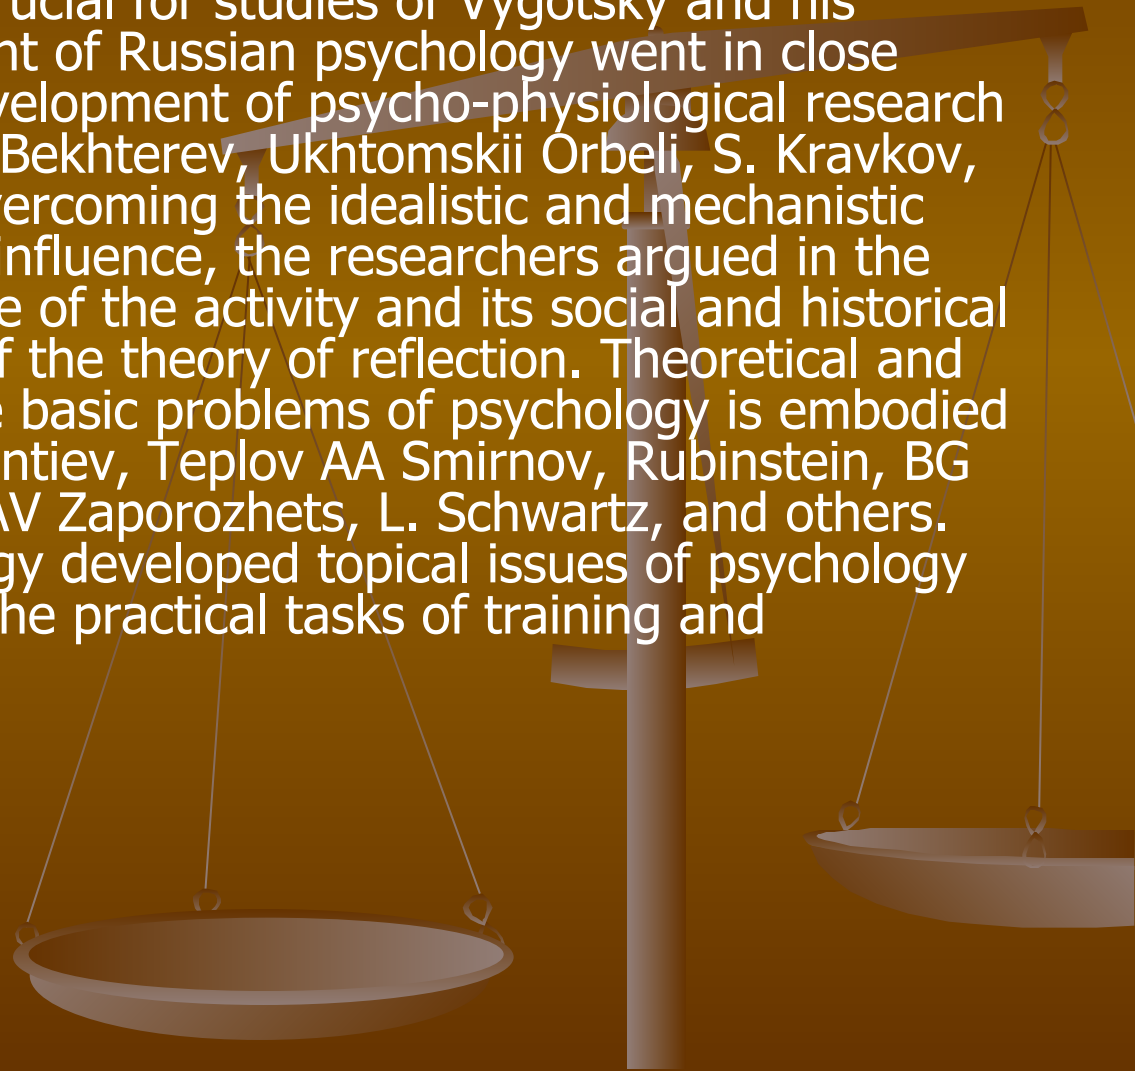 rucial for studies of Vygotsky and his
nt of Russian psychology went in close
velopment of psycho-physiological research
Bekhterev, Ukhtomskii Orbeli, S. Kravkov,
vercoming the idealistic and mechanistic
influence, the researchers argued in the
e of the activity and its social and historical
f the theory of reflection. Theoretical and
e basic problems of psychology is embodied
ntiev, Teplov AA Smirnov, Rubinstein, BG
AV Zaporozhets, L. Schwartz, and others.
gy developed topical issues of psychology
he practical tasks of training and